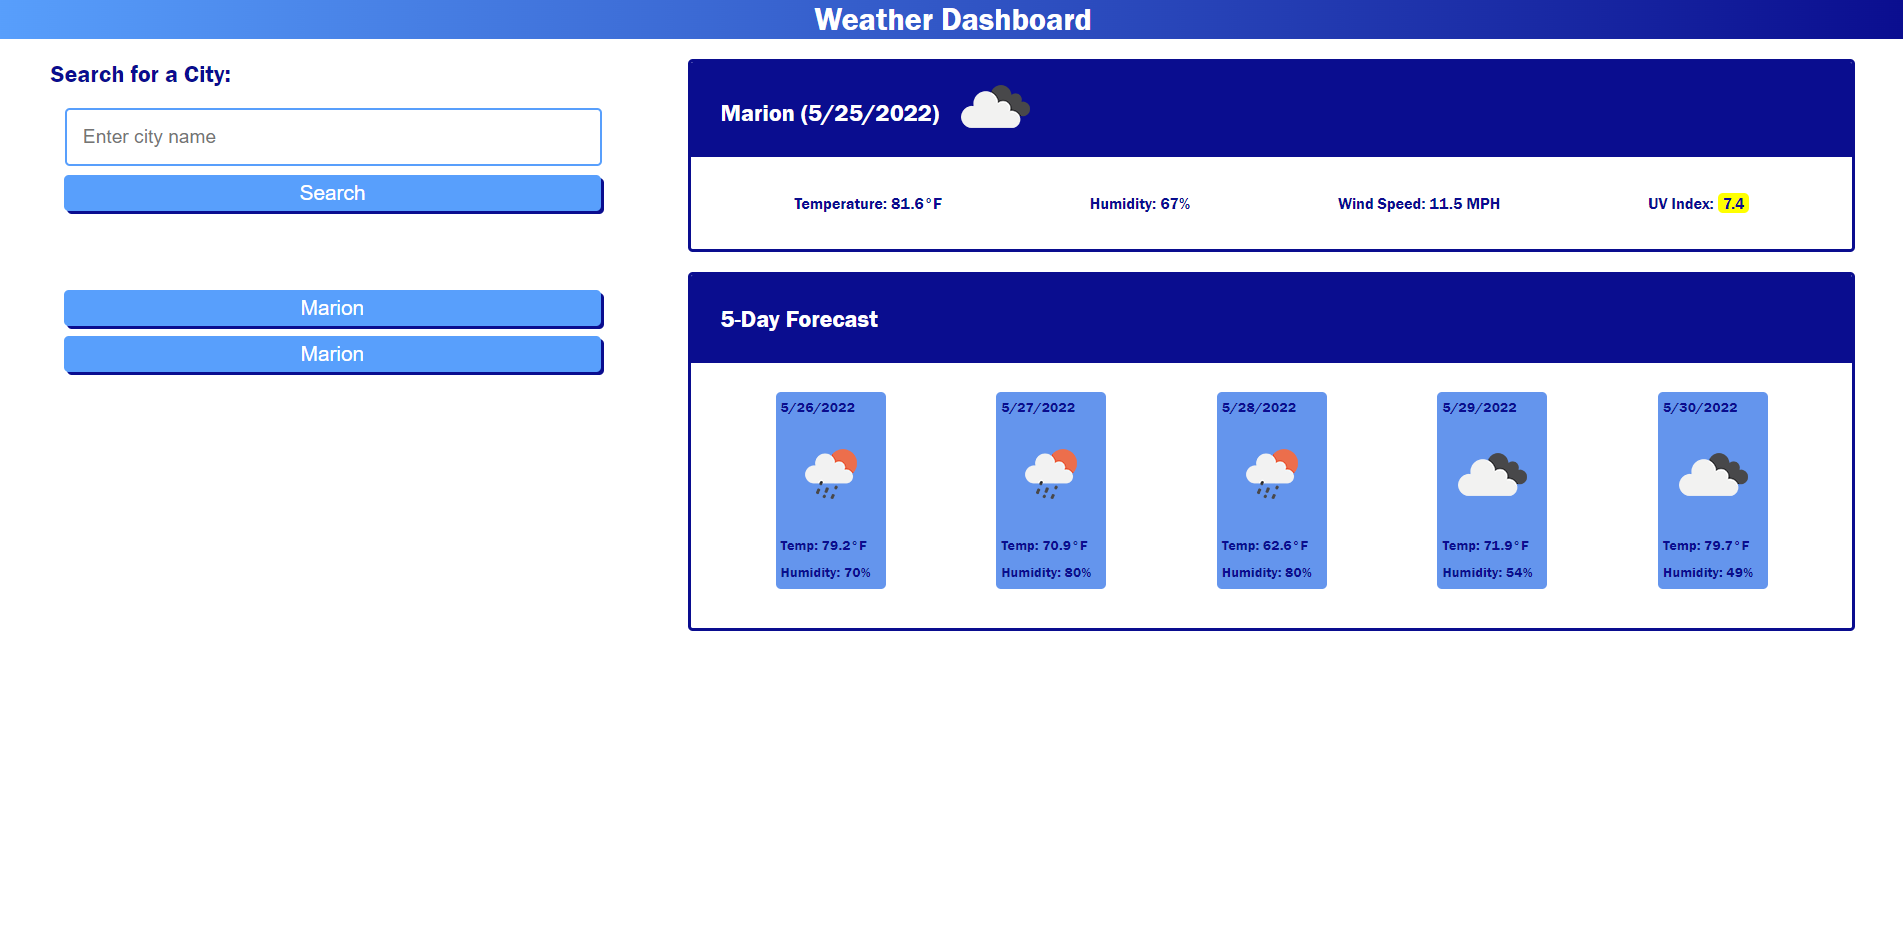 Weather Dashboard
Search for a City:
Enter city name
Search
Marion
Marion
Marion (5/25/2022)
Temperature: 81.6°F Humidity: 67% Wind Speed: 11.5 MPH UV Index: 7.4
5-Day Forecast
5/26/2022
Temp: 79.2°F
Humidity: 70%
5/27/2022
Temp: 70.9°F
Humidity: 80%
5/28/2022
Temp: 62.6°F
Humidity: 80%
5/29/2022
Temp: 71.9°F
Humidity: 54%
5/30/2022
Temp: 79.7°F
Humidity: 49%